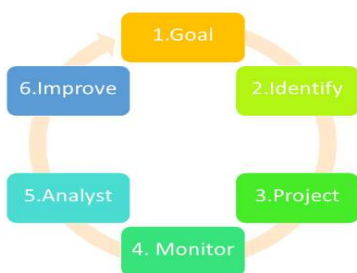 1.Goal
2.Identify
3.Project
4. Monitor
5.Analyst
6.Improve